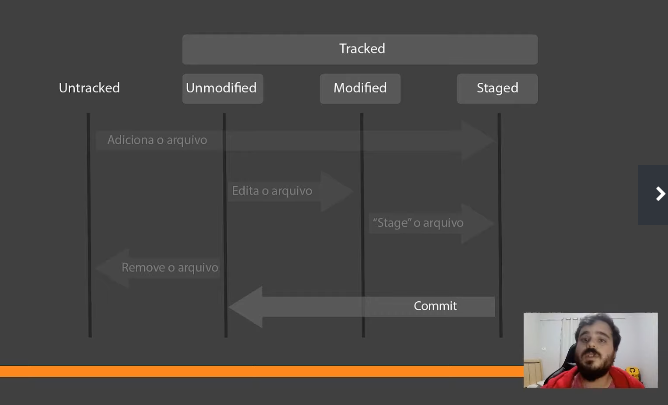 Tracked
Untracked
Unmodified
Modified
Staged
Adiciona o arquivo
Edita o arquivo
“Stage” o arquivo
Remove o arquivo
Commit